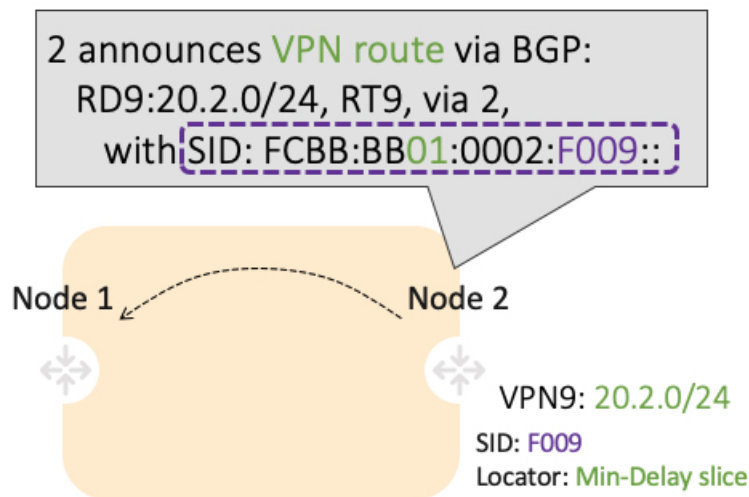 2 announces VPN route via BGP:
RD9:20.2.0/24, RT9, via 2,
with SID: FCBB:BB01:0002:F009::
Node 1
Node 2
VPN9: 20.2.0/24
SID: F009
Locator: Min-Delay slice